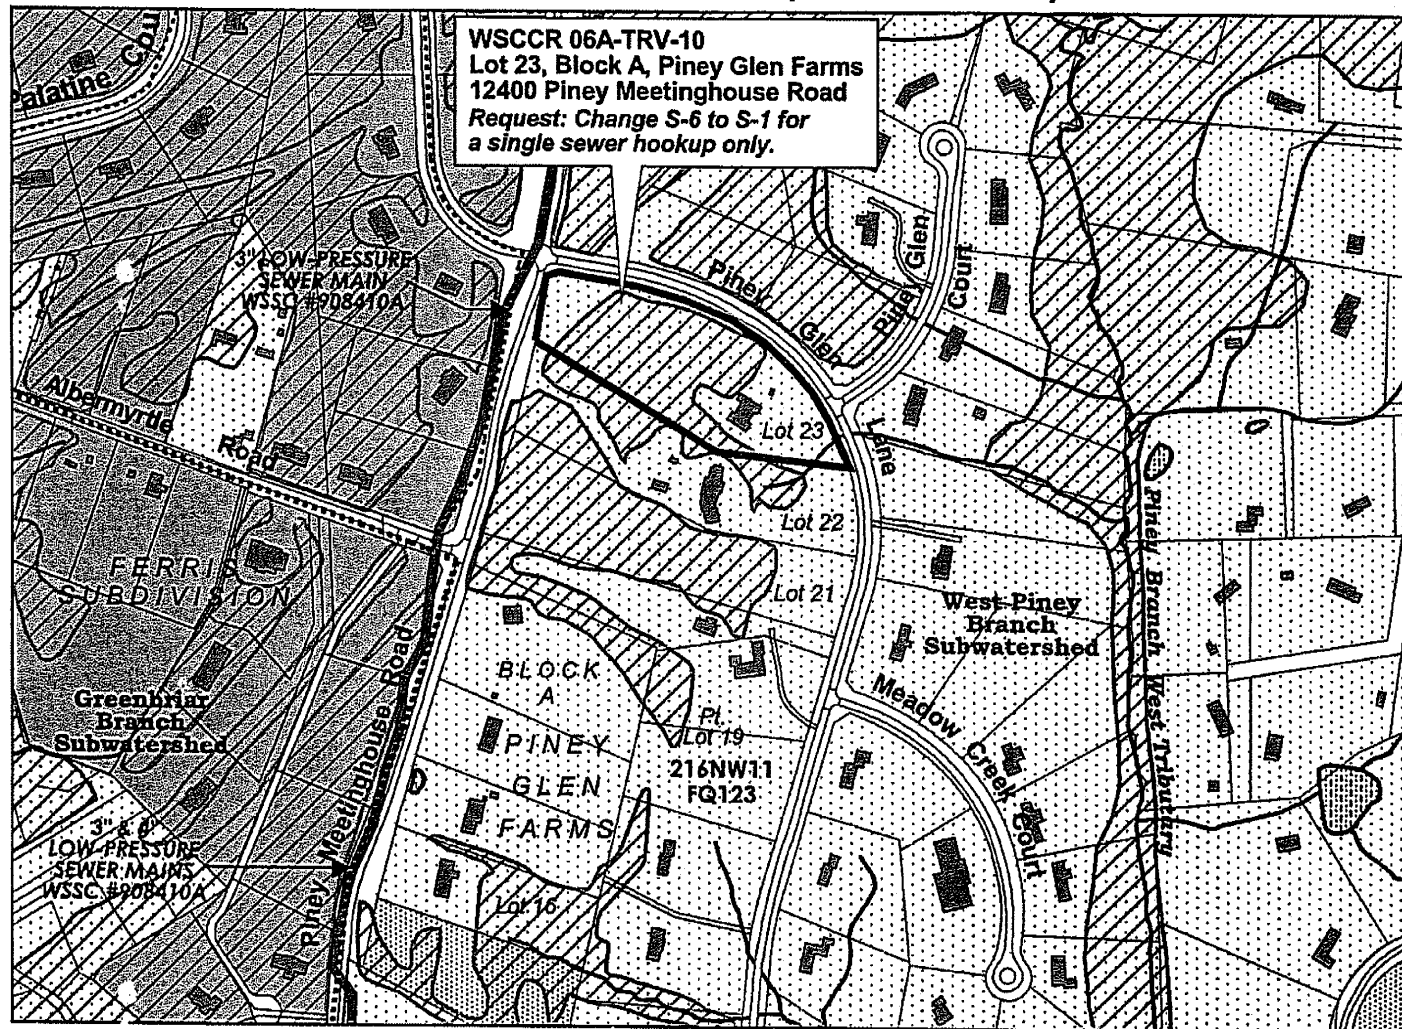 WSCCR 06A-TRV-10
Lot 23, Block A, Piney Glen Farms
12400 Piney Meetinghouse Road
Request: Change S-6 to S-1 for
a single sewer hookup only.
Palatine Cou
3" LOW-PRESSURE
SEWER MAIN
WSSC #908410A
Piney Glen Lane
Piney Glen Court
Albermyrtle Road
Lot 23
Lot 22
Lot 21
FERRIS
SUBDIVISION
West Piney
Branch
Subwatershed
Piney Branch West Tributary
Greenbriar
Branch
Subwatershed
Piney Meetinghouse Road
BLOCK
A
PINEY
GLEN
FARMS
Pt.
Lot 19
216NW11
FQ123
Meadow Creek Court
LOW-PRESSURE
SEWER MAINS
WSSC #908410A